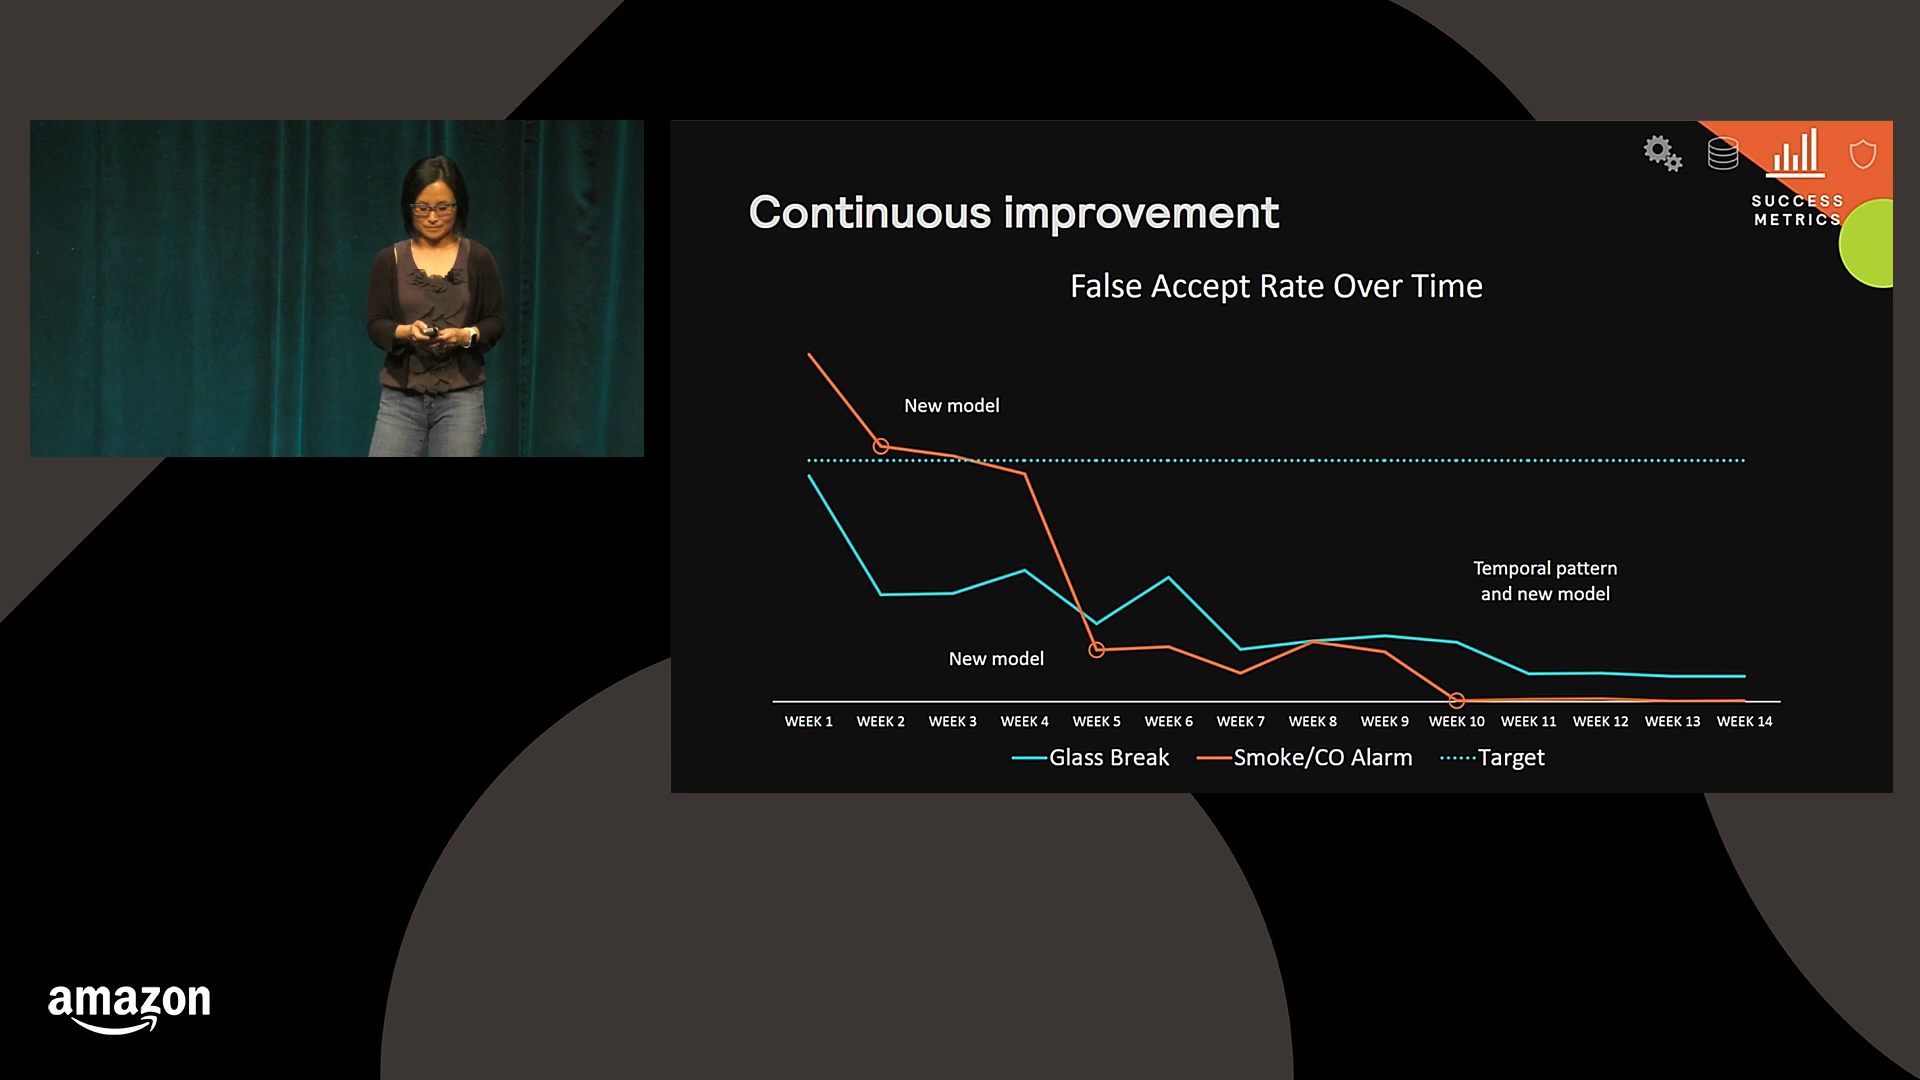 SUCCESS
METRICS
Continuous improvement
False Accept Rate Over Time
New model
Temporal pattern
and new model
New model
WEEK 1 WEEK 2 WEEK 3 WEEK 4 WEEK 5 WEEK 6 WEEK 7 WEEK 8 WEEK 9 WEEK 10 WEEK 11 WEEK 12 WEEK 13 WEEK 14
Glass Break Smoke/CO Alarm Target
amazon